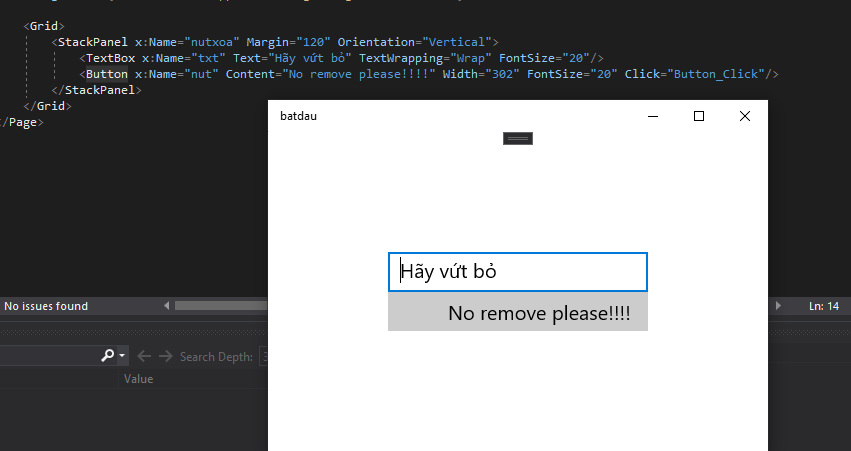 <Grid>
<StackPanel x:Name="nutxoa" Margin="120" Orientation="Vertical">
<TextBox x:Name="txt" Text="Hãy vứt bỏ" TextWrapping="Wrap" FontSize="20"/>
<Button x:Name="nut" Content="No remove please!!!!" Width="302" FontSize="20" Click="Button_Click"/>
</StackPanel>
</Grid>
/Page>
batdau
Hãy vứt bỏ
No remove please!!!!
No issues found
Ln: 14
Search Depth: 3
Value